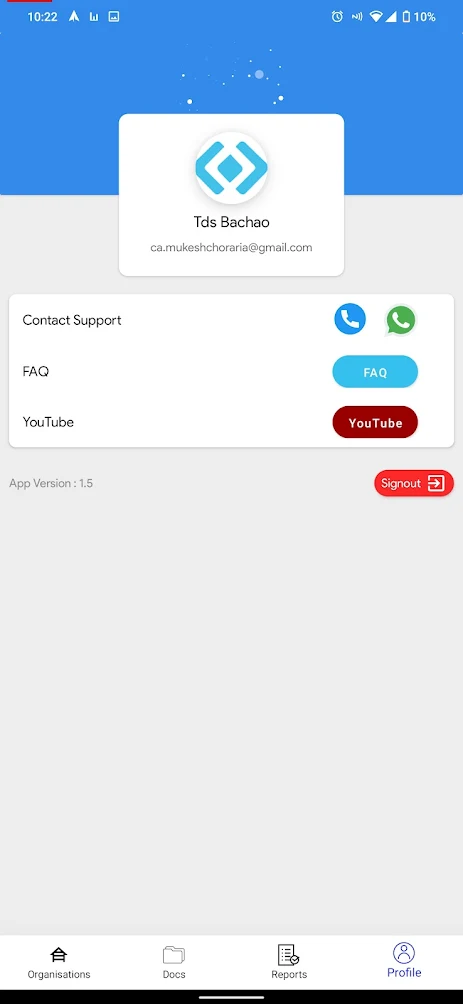 10:22
10%
Tds Bachao
ca.mukeshchoraria@gmail.com
Contact Support
FAQ
FAQ
YouTube
YouTube
App Version : 1.5
Signout
Organisations
Docs
Reports
Profile